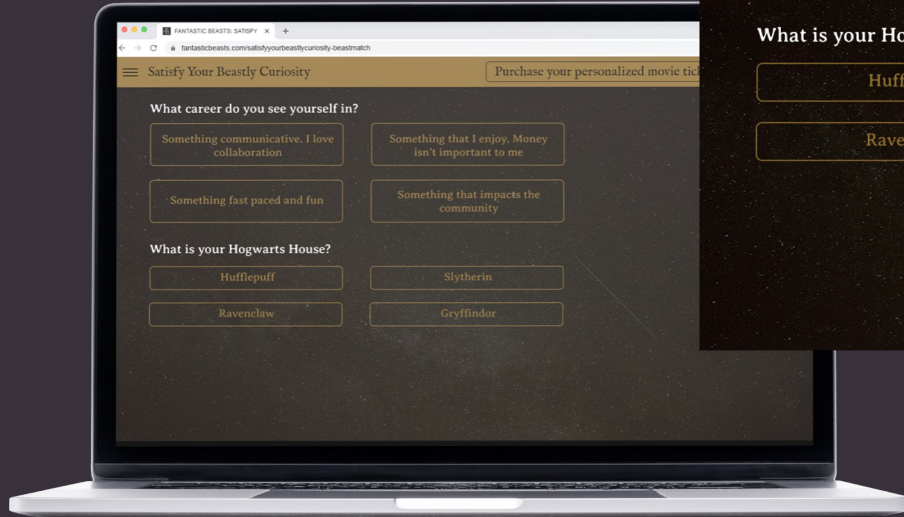 FANTASTIC BEASTS: SATISFY
fantasticbeasts.com/satisfyyourbeastlycuriosity-beastmatch
Satisfy Your Beastly Curiosity
Purchase your personalized movie tic
What career do you see yourself in?
Something communicative. I love
collaboration
Something that I enjoy. Money
isn't important to me
Something fast paced and fun
Something that impacts the
community
What is your Hogwarts House?
Hufflepuff
Slytherin
Ravenclaw
Gryffindor
What is your Ho
Huff
Rave